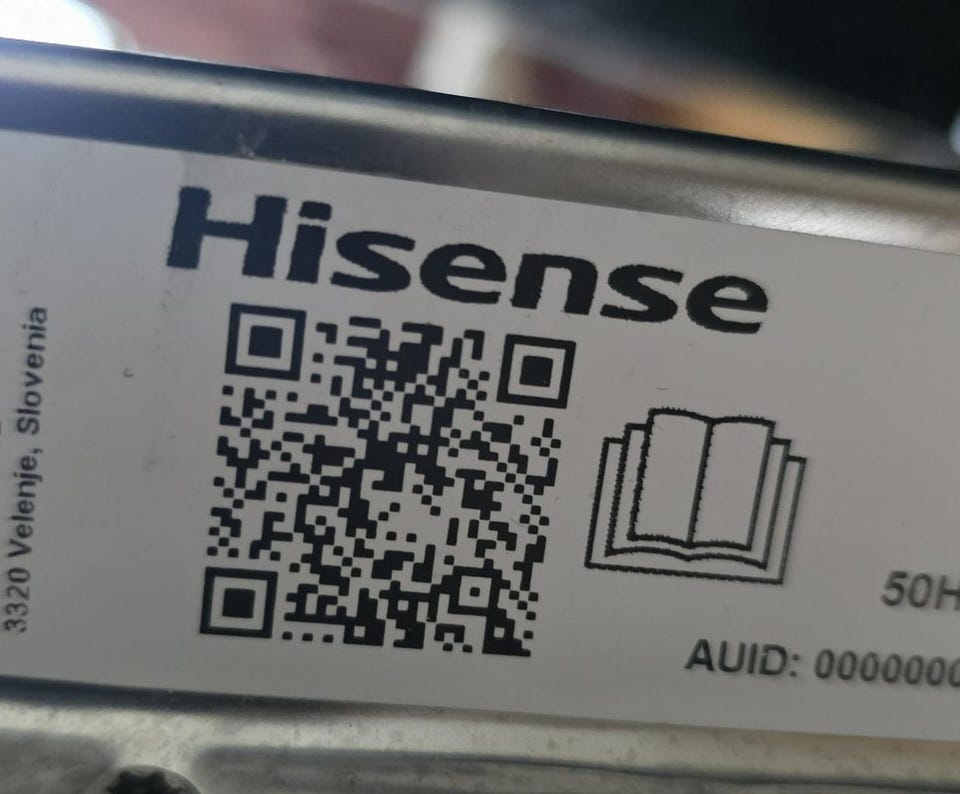 3320 Velenje, Slovenia
Hisense
50H
AUID: 0000000